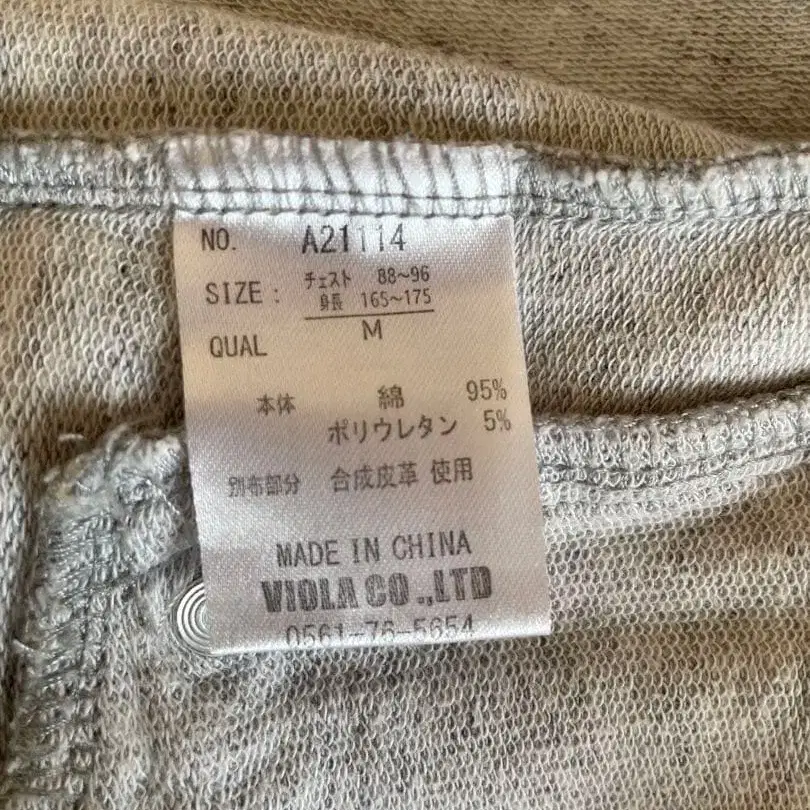 NO. A21114
SIZE : チェスト 88~96
身長 165~175
M
QUAL
本体 綿 95%
ポリウレタン 5%
別布部分 合成皮革 使用
MADE IN CHINA
VIOLA CO.,LTD
0561-76-5654